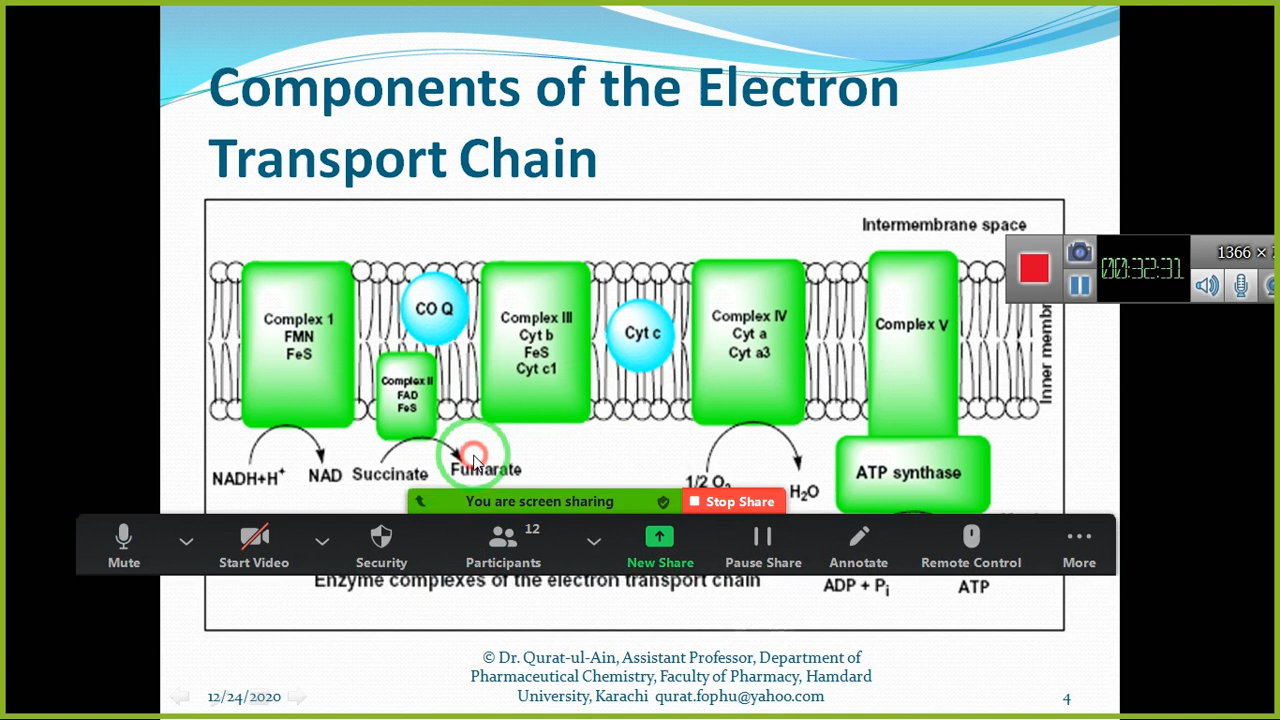 Components of the Electron
Transport Chain
Intermembrane space
1366 ×
00:32:31
Complex 1
FMN
FeS
CO Q
Complex II
FAD
FeS
Complex III
Cyt b
FeS
Cyt c1
Cyt c
Complex IV
Cyt a
Cyt a3
Complex V
Inner
NADH+H+
NAD
Succinate
Fumarate
1/2 O2
H2O
ATP synthase
You are screen sharing
Stop Share
12
Mute
Start Video
Security
Participants
New Share
Pause Share
Annotate
Remote Control
More
Enzyme complexes of the electron transport chain
ADP + Pi
ATP
© Dr. Qurat-ul-Ain, Assistant Professor, Department of
Pharmaceutical Chemistry, Faculty of Pharmacy, Hamdard
University, Karachi qurat.fophu@yahoo.com
12/24/2020
4